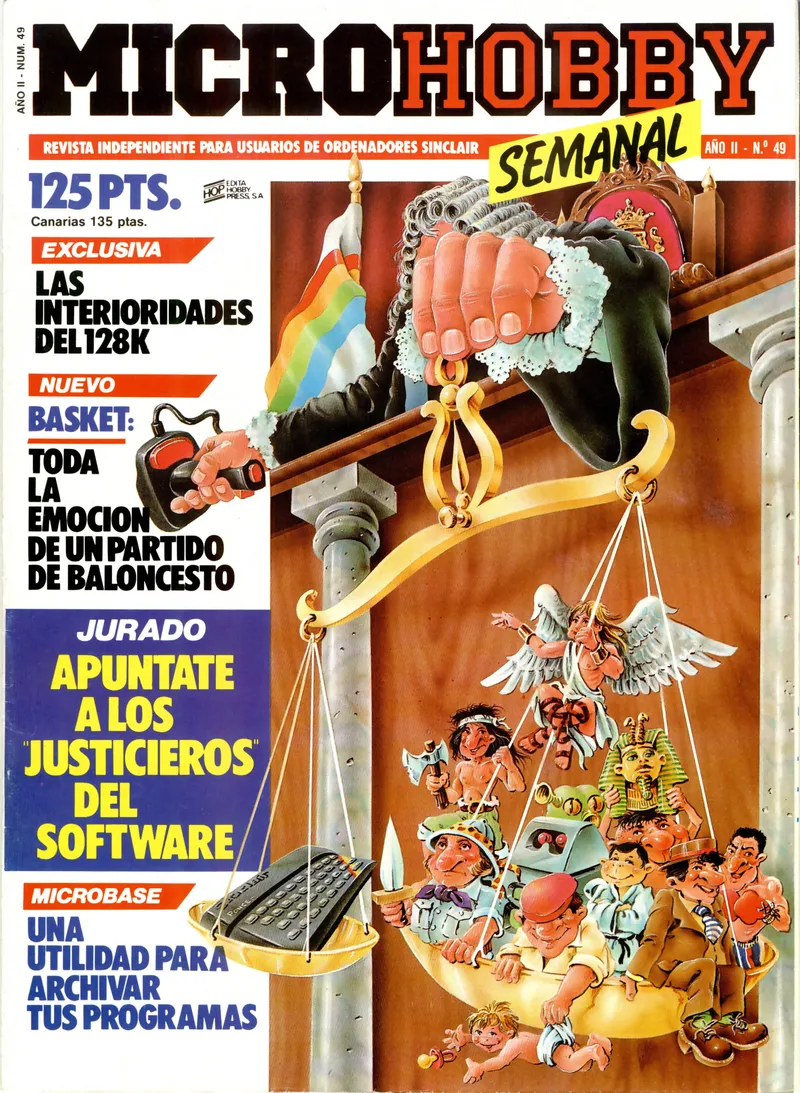 AÑO II - NUM. 49
MICROHOBBY
REVISTA INDEPENDIENTE PARA USUARIOS DE ORDENADORES SINCLAIR
SEMANAL
AÑO II - N.º 49
125 PTS.
Canarias 135 ptas.
HOP
EDITA
HOBBY
PRESS, S.A
EXCLUSIVA
LAS
INTERIORIDADES
DEL 128K
NUEVO
BASKET:
TODA
LA
EMOCION
DE UN PARTIDO
DE BALONCESTO
JURADO
APUNTATE
A LOS
"JUSTICIEROS"
DEL
SOFTWARE
MICROBASE
UNA
UTILIDAD PARA
ARCHIVAR
TUS PROGRAMAS